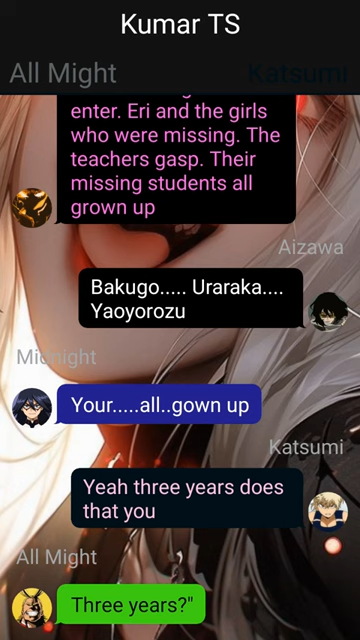 Kumar TS
All Might
Katsumi
enter. Eri and the girls
who were missing. The
teachers gasp. Their
missing students all
grown up
Aizawa
Bakugo..... Uraraka....
Yaoyorozu
Midnight
Your.....all..gown up
Katsumi
Yeah three years does
that you
All Might
Three years?"